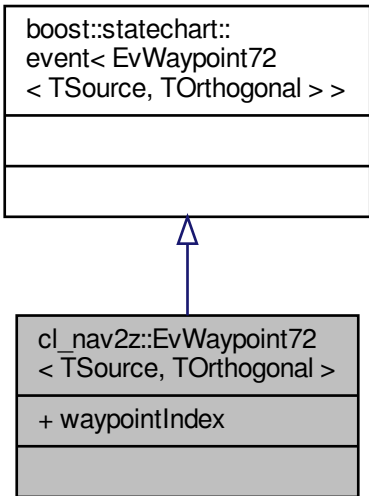 boost::statechart::
event< EvWaypoint72
< TSource, TOrthogonal > >
cl_nav2z::EvWaypoint72
< TSource, TOrthogonal >
+ waypointIndex